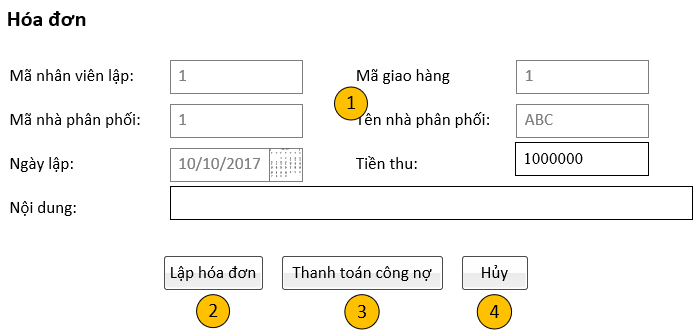 Hóa đơn
Mã nhân viên lập: 1 Mã giao hàng 1
1
Mã nhà phân phối: 1 Tên nhà phân phối: ABC
Ngày lập: 10/10/2017 Tiền thu: 1000000
Nội dung:
Lập hóa đơn Thanh toán công nợ Hủy
2 3 4